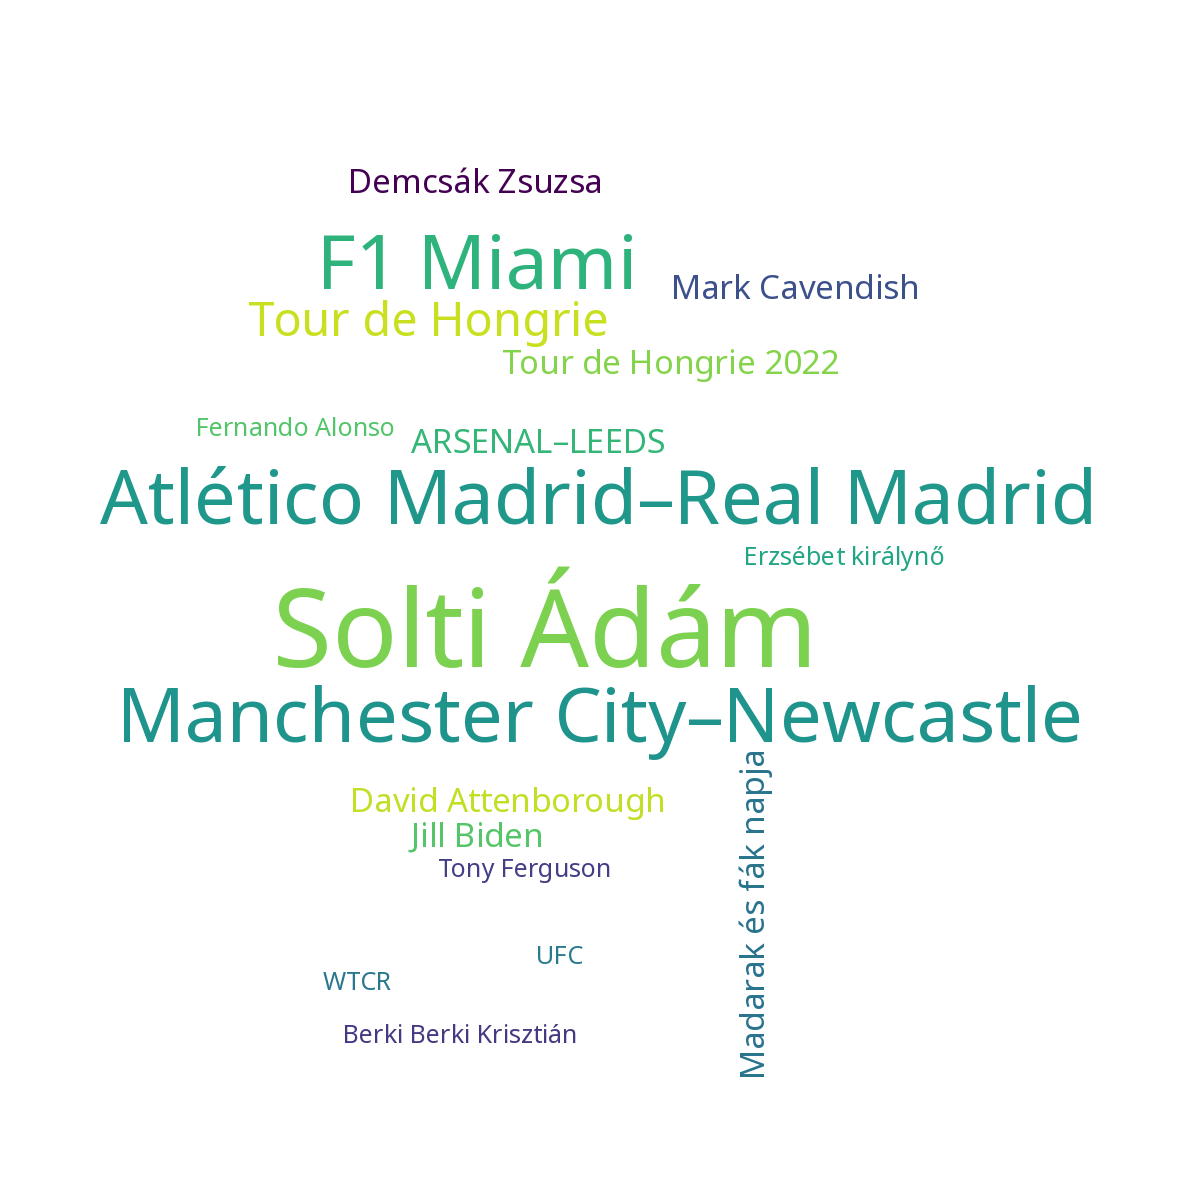 Demcsák Zsuzsa
F1 Miami
Mark Cavendish
Tour de Hongrie
Tour de Hongrie 2022
Fernando Alonso
ARSENAL–LEEDS
Atlético Madrid–Real Madrid
Erzsébet királynő
Solti Ádám
Manchester City–Newcastle
Madarak és fák napja
David Attenborough
Jill Biden
Tony Ferguson
UFC
WTCR
Berki Berki Krisztián